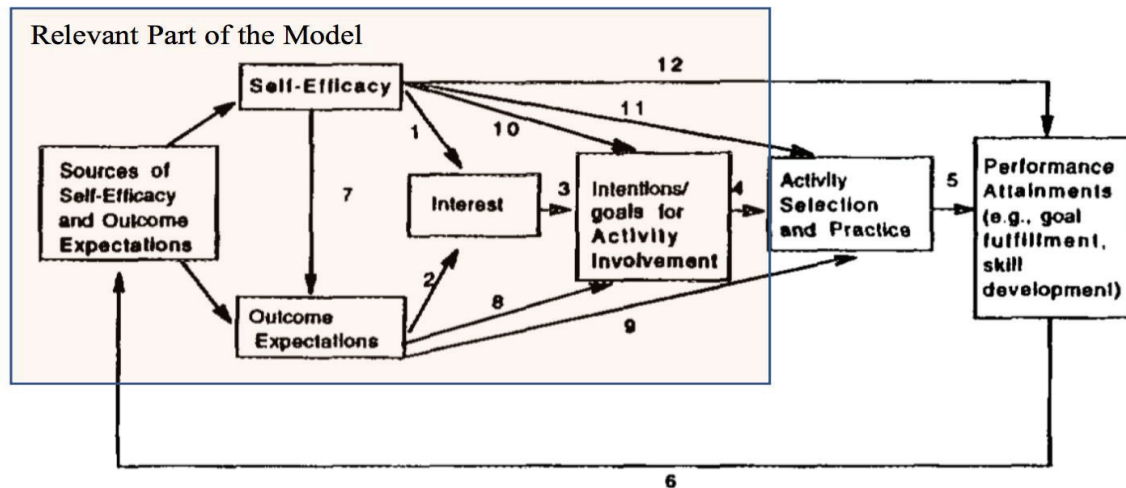 Relevant Part of the Model
12
Self-Efficacy
11
1
10
Sources of
Self-Efficacy
and Outcome
Expectations
7
Interest
3
Intentions/
goals for
Activity
Involvement
4
Activity
Selection
and Practice
5
Performance
Attainments
(e.g., goal
fulfillment,
skill
development)
2
8
9
Outcome
Expectations
6